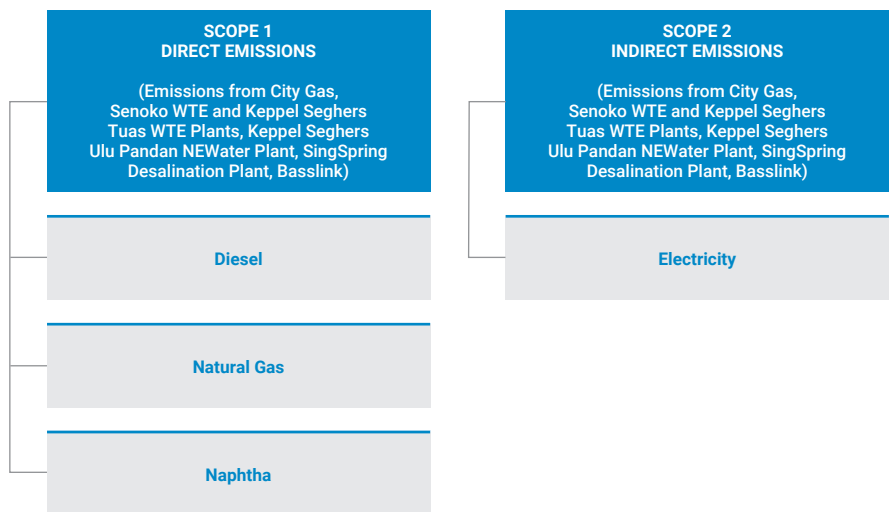 SCOPE 1
DIRECT EMISSIONS
(Emissions from City Gas,
Senoko WTE and Keppel Seghers
Tuas WTE Plants, Keppel Seghers
Ulu Pandan NEWater Plant, SingSpring
Desalination Plant, Basslink)
Diesel
Natural Gas
Naphtha
SCOPE 2
INDIRECT EMISSIONS
(Emissions from City Gas,
Senoko WTE and Keppel Seghers
Tuas WTE Plants, Keppel Seghers
Ulu Pandan NEWater Plant, SingSpring
Desalination Plant, Basslink)
Electricity